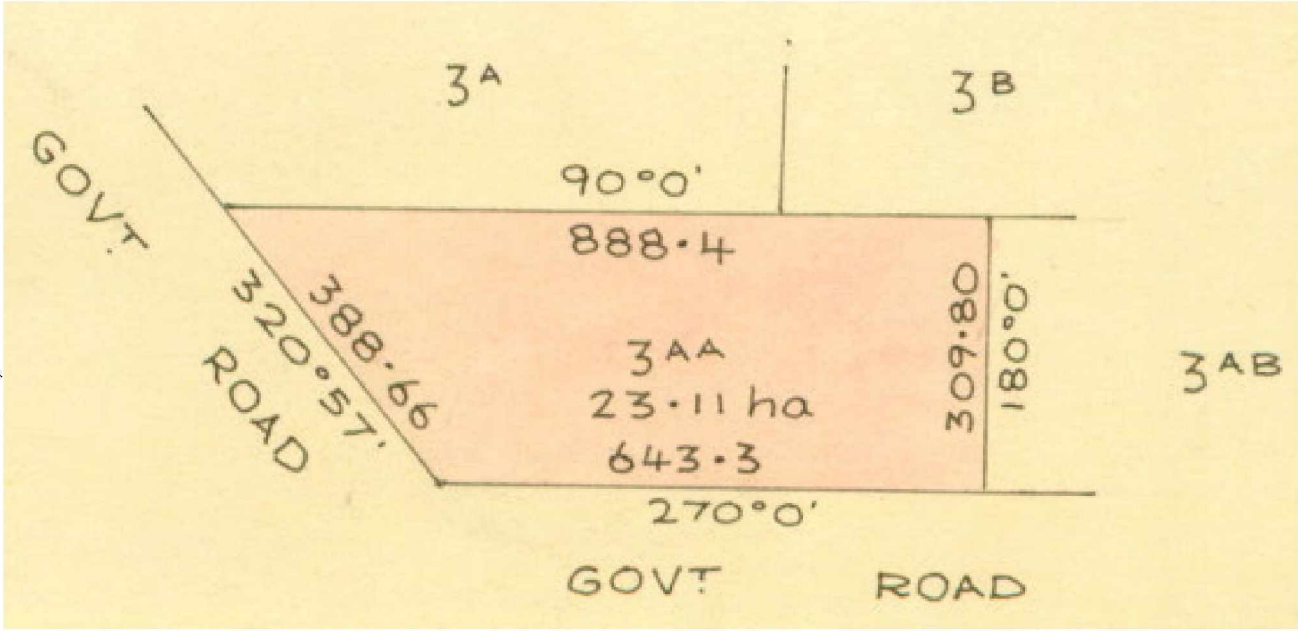 3A
3B
GOVT
ROAD
90°0'
888·4
320°57'
388·66
3AA
23·11 ha
643·3
309·80
180°0'
3AB
270°0'
GOVT ROAD